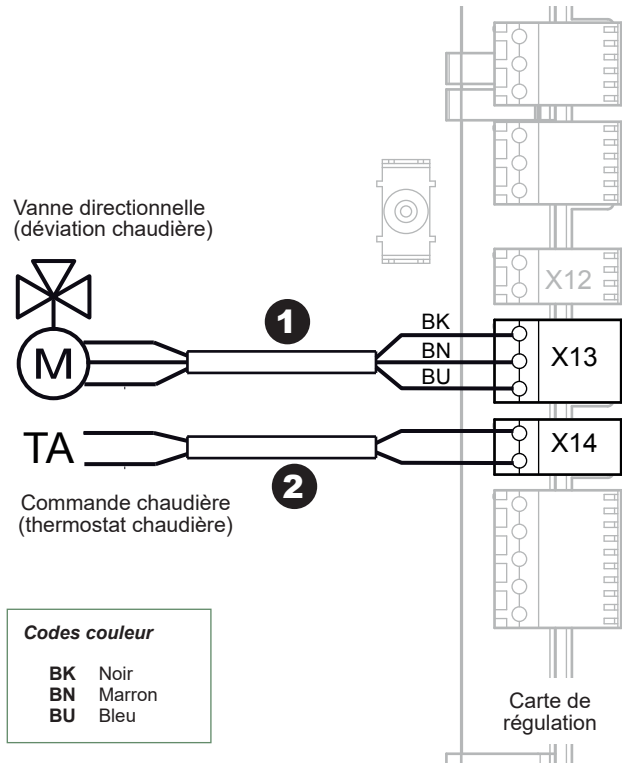 X12
Vanne directionnelle
(déviation chaudière)
1
BK
BN
BU
X13
M
TA
X14
2
Commande chaudière
(thermostat chaudière)
Codes couleur
BK Noir
BN Marron
BU Bleu
Carte de
régulation